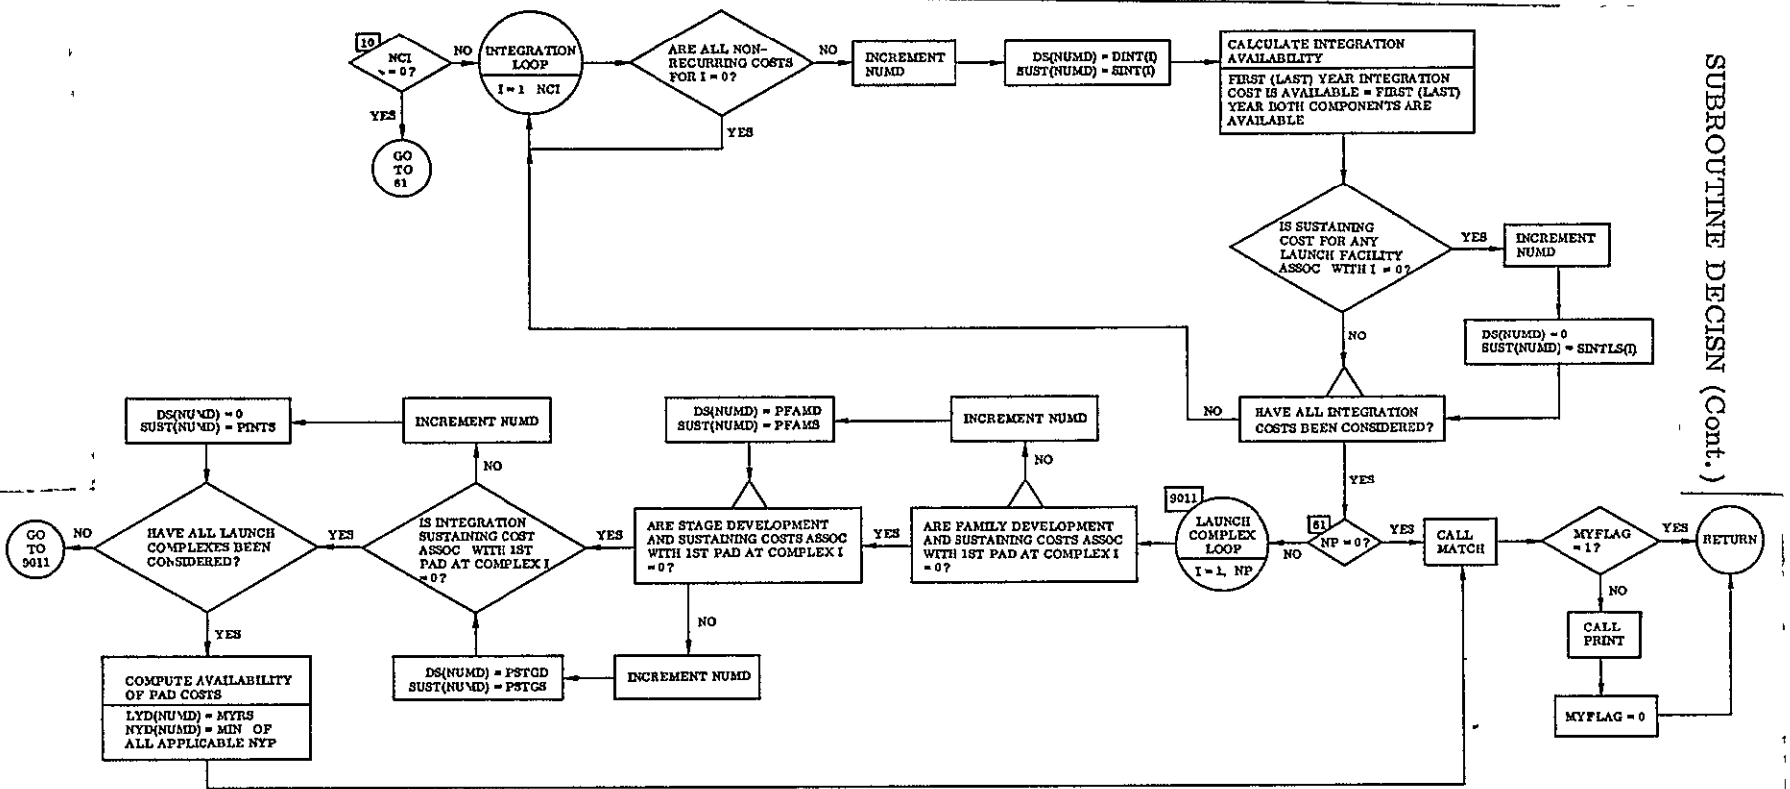 SUBROUTINE DECISN (Cont.)
10
NCI
= 0?
NO
YES
GO
TO
61
INTEGRATION
LOOP
I = 1 NCI
ARE ALL NON-
RECURRING COSTS
FOR I = 0?
NO
YES
INCREMENT
NUMD
DS(NUMD) = DINT(I)
SUST(NUMD) = SINT(I)
CALCULATE INTEGRATION
AVAILABILITY
FIRST (LAST) YEAR INTEGRATION
COST IS AVAILABLE = FIRST (LAST)
YEAR BOTH COMPONENTS ARE
AVAILABLE
IS SUSTAINING
COST FOR ANY
LAUNCH FACILITY
ASSOC WITH I = 0?
YES
INCREMENT
NUMD
NO
DS(NUMD) = 0
SUST(NUMD) = SINTLS(I)
HAVE ALL INTEGRATION
COSTS BEEN CONSIDERED?
NO
YES
61
NP = 0?
YES
NO
CALL
MATCH
MYFLAG
= 1?
YES
RETURN
NO
CALL
PRINT
MYFLAG = 0
9011
LAUNCH
COMPLEX
LOOP
I = 1, NP
ARE FAMILY DEVELOPMENT
AND SUSTAINING COSTS ASSOC
WITH 1ST PAD AT COMPLEX I
= 0?
NO
INCREMENT NUMD
DS(NUMD) = PFAMD
SUST(NUMD) = PFAMS
YES
ARE STAGE DEVELOPMENT
AND SUSTAINING COSTS ASSOC
WITH 1ST PAD AT COMPLEX I
= 0?
NO
INCREMENT NUMD
DS(NUMD) = PSTGD
SUST(NUMD) = PSTGS
YES
IS INTEGRATION
SUSTAINING COST
ASSOC WITH 1ST
PAD AT COMPLEX I
= 0?
NO
INCREMENT NUMD
DS(NUMD) = 0
SUST(NUMD) = PINTS
YES
HAVE ALL LAUNCH
COMPLEXES BEEN
CONSIDERED?
NO
GO
TO
9011
YES
COMPUTE AVAILABILITY
OF PAD COSTS
LYD(NUMD) = MYRS
NYD(NUMD) = MIN OF
ALL APPLICABLE NYP